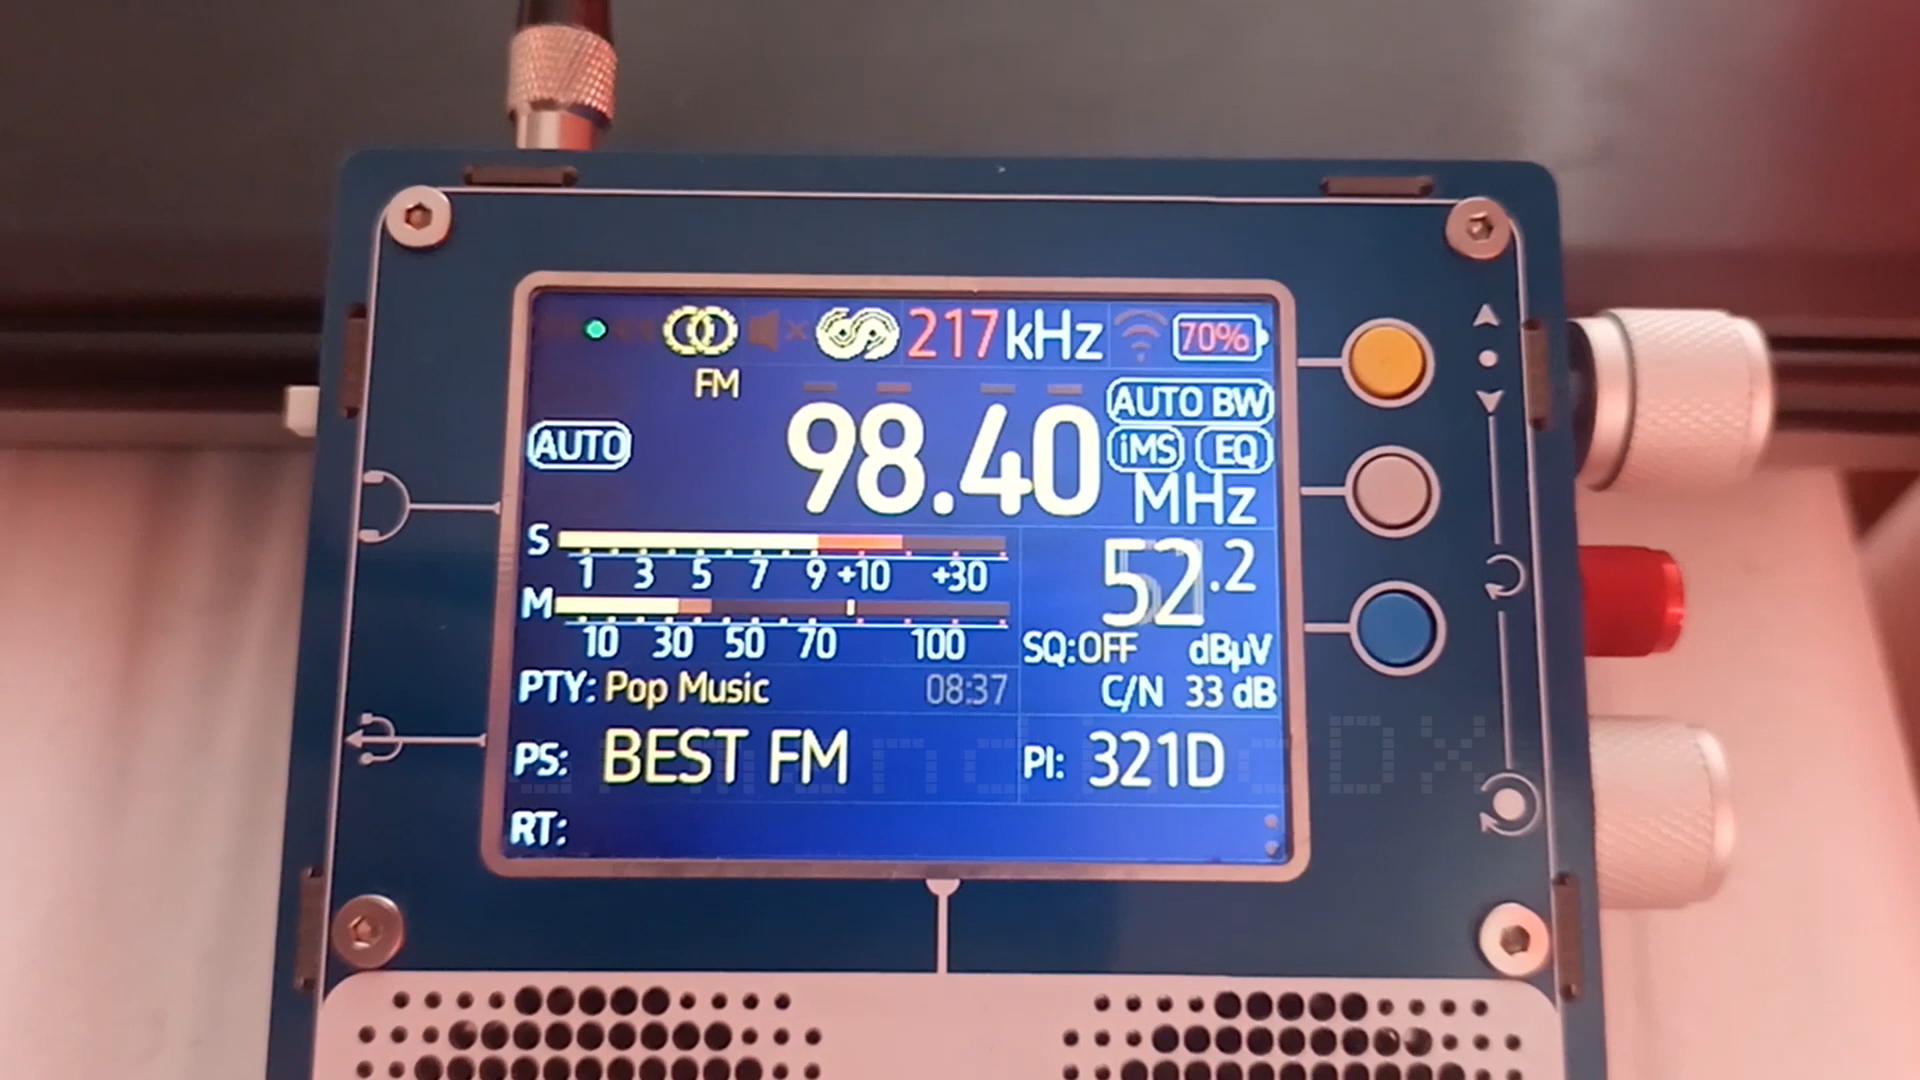 217 kHz 70%
FM
AUTO 98.40 MHz
AUTO BW
iMS EQ
S 1 3 5 7 9 +10 +30
52.2 dBµV
M 10 30 50 70 100
SQ:OFF
PTY: Pop Music 08:37
C/N 33 dB
PS: BEST FM
PI: 321D
RT: